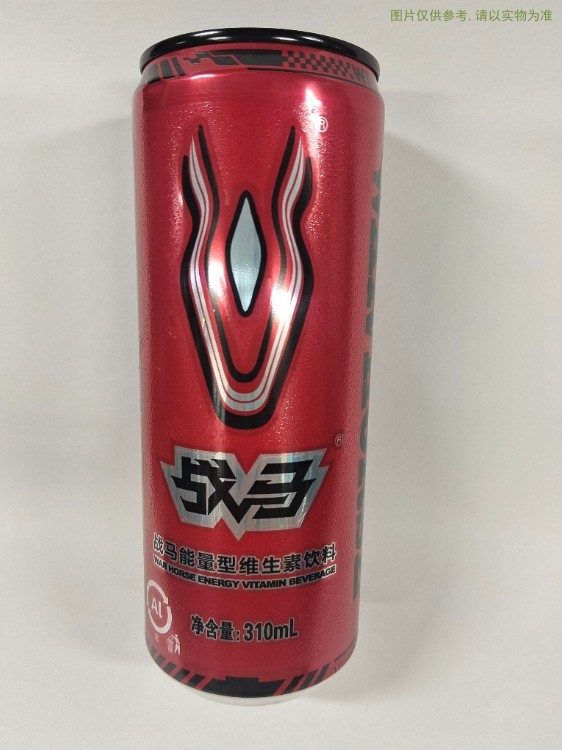 图片仅供参考, 请以实物为准
®
战马
®
战马能量型维生素饮料
WAR HORSE ENERGY VITAMIN BEVERAGE
Al
净含量: 310mL